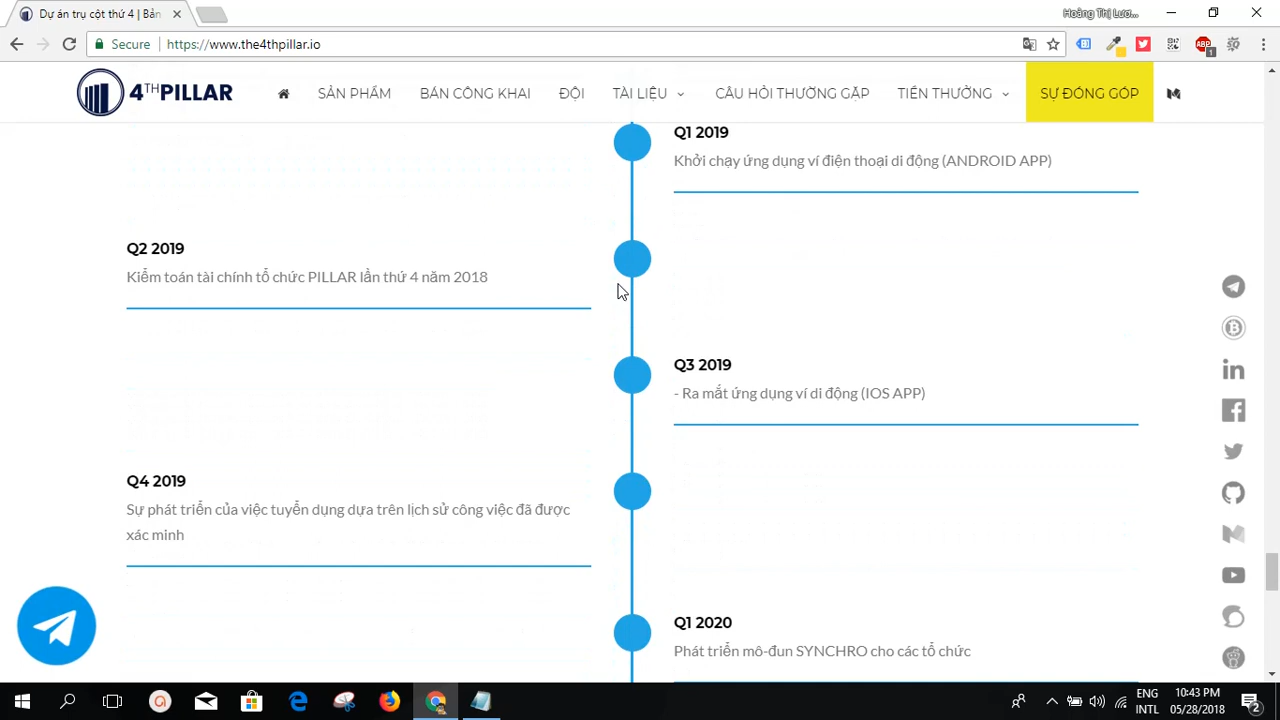 Dự án trụ cột thứ 4 | Bản
Hoàng Thị Lươ...
Secure
https://www.the4thpillar.io
ABP
1
4THPILLAR
SẢN PHẨM
BÁN CÔNG KHAI
ĐỘI
TÀI LIỆU
CÂU HỎI THƯỜNG GẶP
TIỀN THƯỞNG
SỰ ĐÓNG GÓP
Q1 2019
Khởi chạy ứng dụng ví điện thoại di động (ANDROID APP)
Q2 2019
Kiểm toán tài chính tổ chức PILLAR lần thứ 4 năm 2018
Q3 2019
- Ra mắt ứng dụng ví di động (IOS APP)
Q4 2019
Sự phát triển của việc tuyển dụng dựa trên lịch sử công việc đã được
xác minh
Q1 2020
Phát triển mô-đun SYNCHRO cho các tổ chức
ENG
INTL
10:43 PM
05/28/2018
2